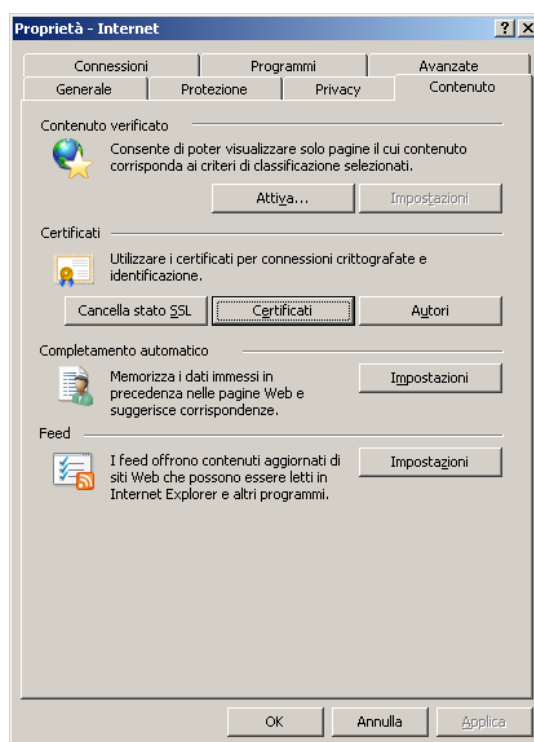 Proprietà - Internet
Connessioni Programmi Avanzate
Generale Protezione Privacy Contenuto
Contenuto verificato
Consente di poter visualizzare solo pagine il cui contenuto
corrisponda ai criteri di classificazione selezionati.
Attiva... Impostazioni
Certificati
Utilizzare i certificati per connessioni crittografate e
identificazione.
Cancella stato SSL Certificati Autori
Completamento automatico
Memorizza i dati immessi in
precedenza nelle pagine Web e
suggerisce corrispondenze.
Impostazioni
Feed
I feed offrono contenuti aggiornati di
siti Web che possono essere letti in
Internet Explorer e altri programmi.
Impostazioni
OK Annulla Applica